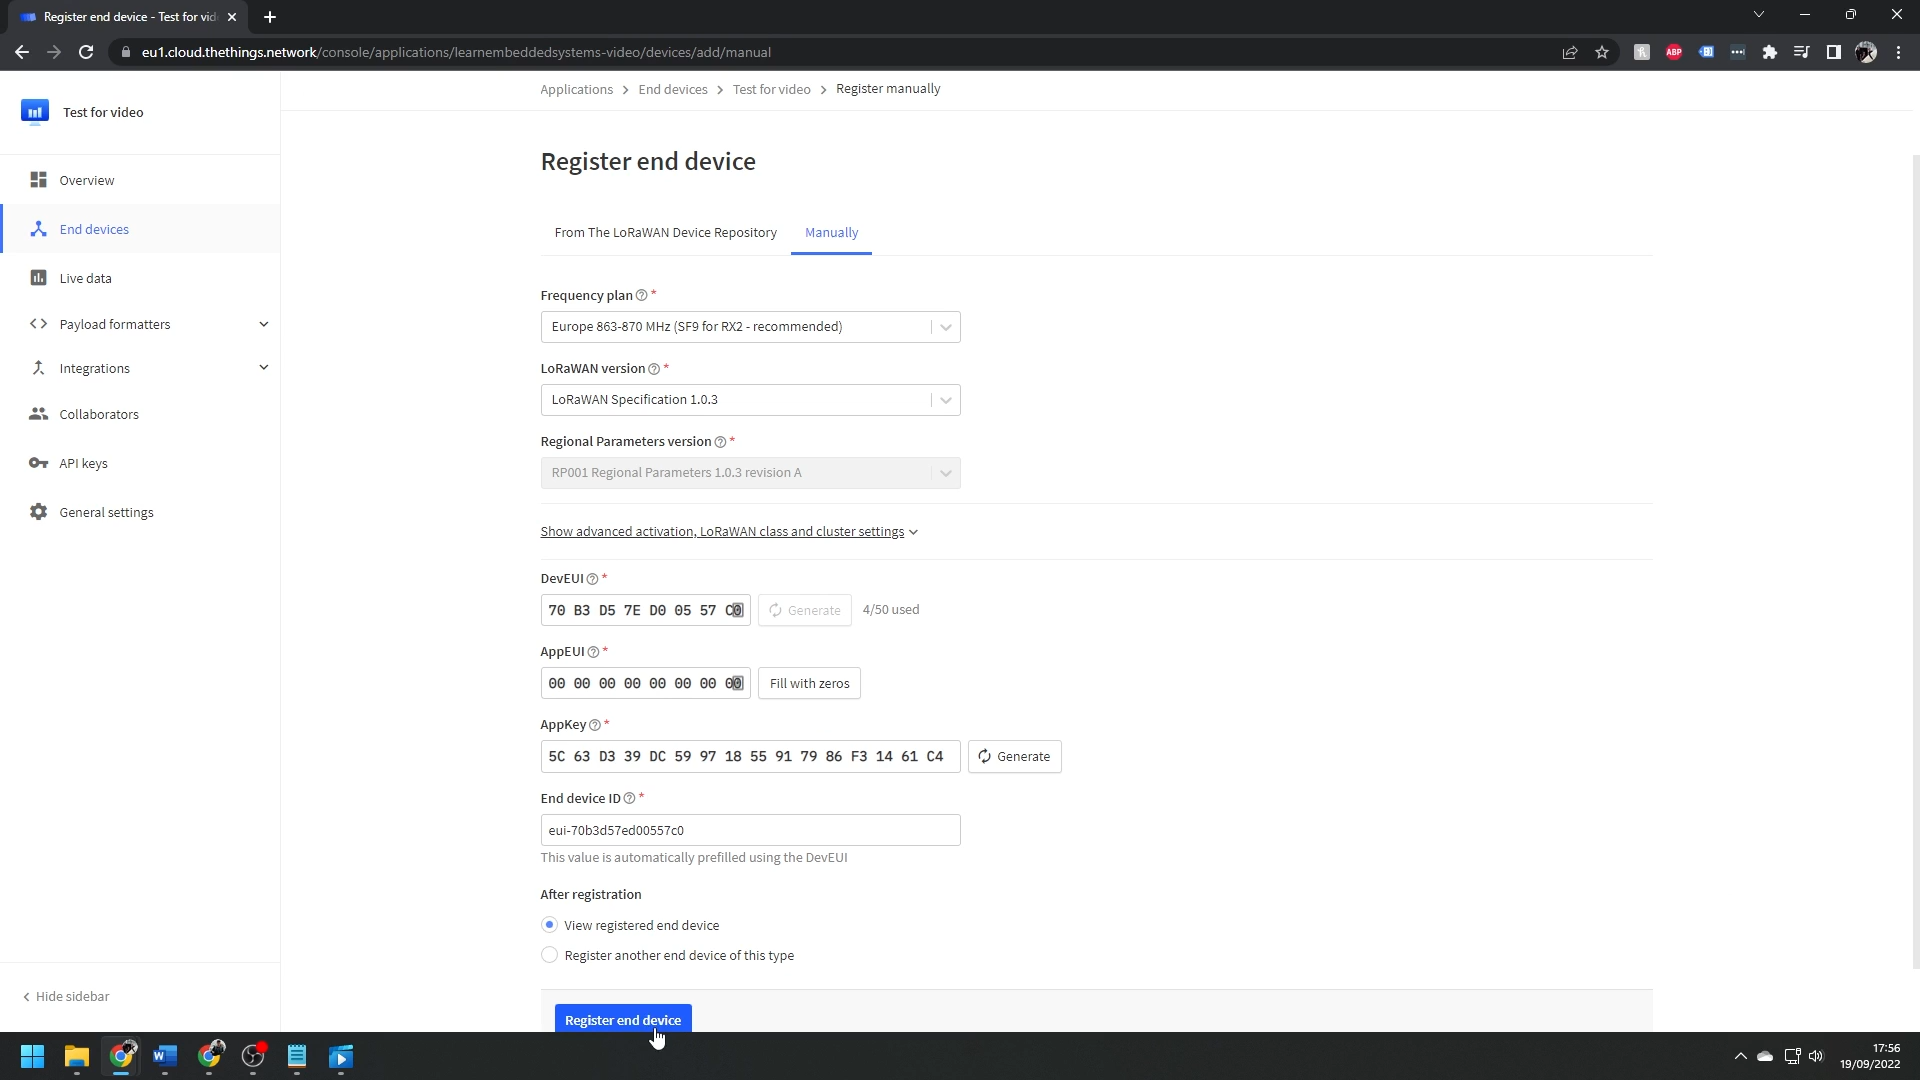 Register end device - Test for vid
eu1.cloud.thethings.network/console/applications/learnembeddedsystems-video/devices/add/manual
ABP
Test for video
Applications > End devices > Test for video > Register manually
Register end device
Overview
End devices
Live data
Payload formatters
Integrations
Collaborators
API keys
General settings
< Hide sidebar
From The LoRaWAN Device Repository
Manually
Frequency plan *
Europe 863-870 MHz (SF9 for RX2 - recommended)
LoRaWAN version *
LoRaWAN Specification 1.0.3
Regional Parameters version *
RP001 Regional Parameters 1.0.3 revision A
Show advanced activation, LoRaWAN class and cluster settings
DevEUI *
70 B3 D5 7E D0 05 57 C0
Generate
4/50 used
AppEUI *
00 00 00 00 00 00 00 00
Fill with zeros
AppKey *
5C 63 D3 39 DC 59 97 18 55 91 79 86 F3 14 61 C4
Generate
End device ID *
eui-70b3d57ed00557c0
This value is automatically prefilled using the DevEUI
After registration
View registered end device
Register another end device of this type
Register end device
17:56
19/09/2022